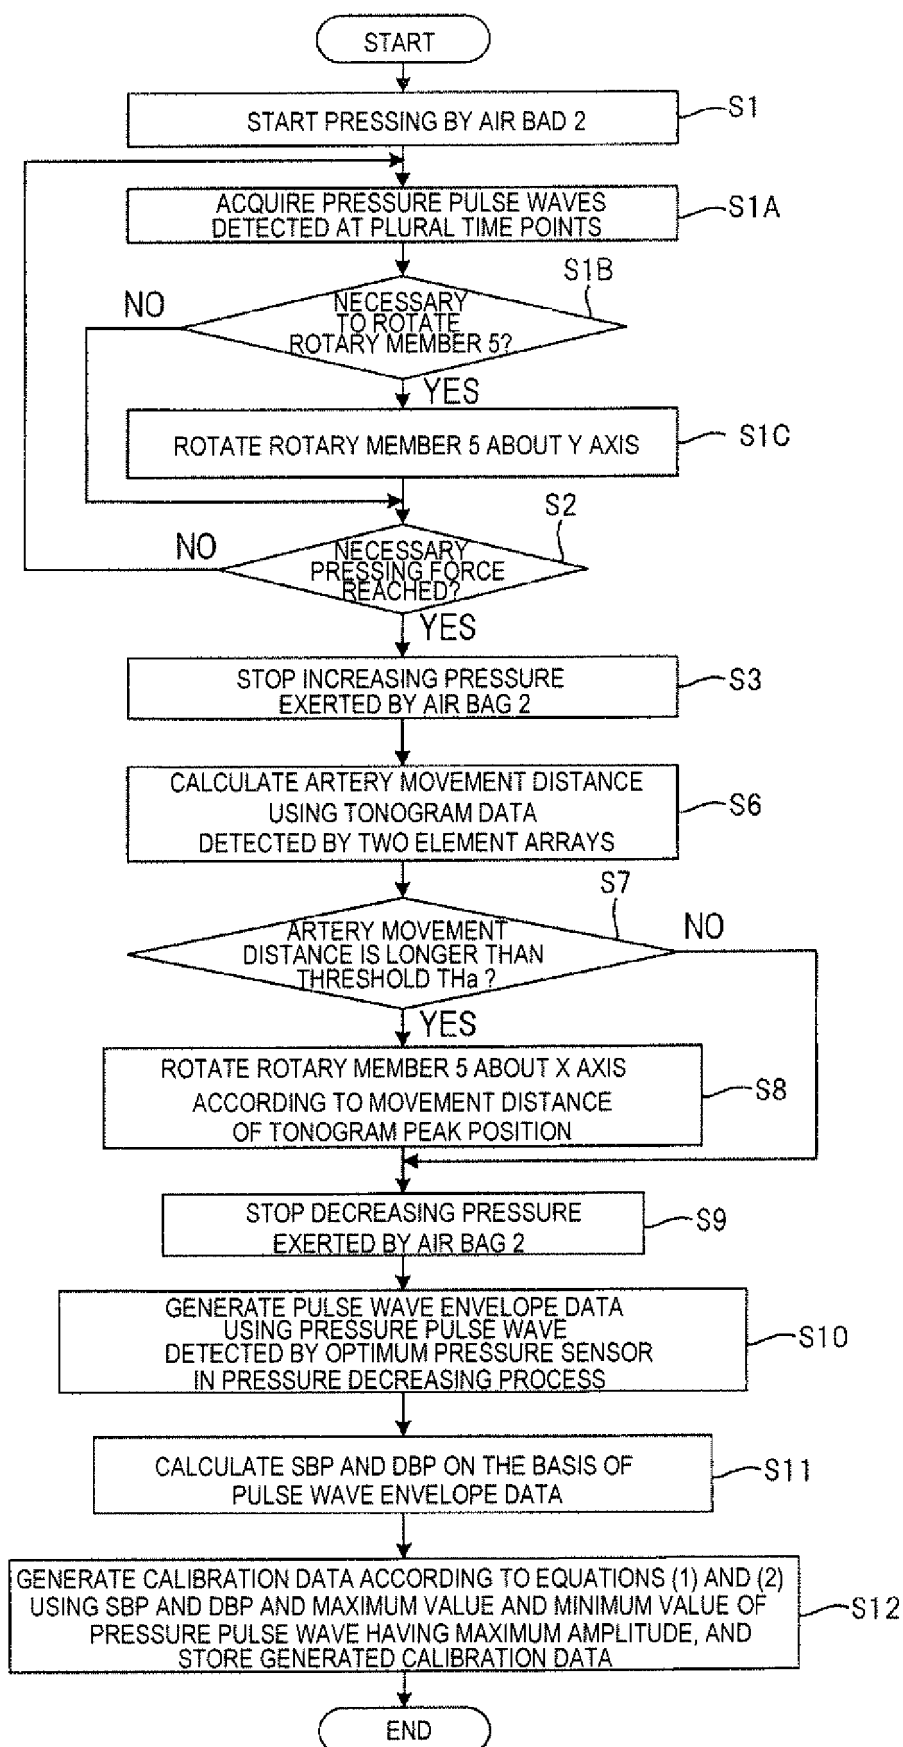 START
START PRESSING BY AIR BAD 2
S1
ACQUIRE PRESSURE PULSE WAVES
DETECTED AT PLURAL TIME POINTS
S1A
S1B
NO
NECESSARY
TO ROTATE
ROTARY MEMBER 5?
YES
ROTATE ROTARY MEMBER 5 ABOUT Y AXIS
S1C
S2
NO
NECESSARY
PRESSING FORCE
REACHED?
YES
STOP INCREASING PRESSURE
EXERTED BY AIR BAG 2
S3
CALCULATE ARTERY MOVEMENT DISTANCE
USING TONOGRAM DATA
DETECTED BY TWO ELEMENT ARRAYS
S6
S7
ARTERY MOVEMENT
DISTANCE IS LONGER THAN
THRESHOLD THa ?
NO
YES
ROTATE ROTARY MEMBER 5 ABOUT X AXIS
ACCORDING TO MOVEMENT DISTANCE
OF TONOGRAM PEAK POSITION
S8
STOP DECREASING PRESSURE
EXERTED BY AIR BAG 2
S9
GENERATE PULSE WAVE ENVELOPE DATA
USING PRESSURE PULSE WAVE
DETECTED BY OPTIMUM PRESSURE SENSOR
IN PRESSURE DECREASING PROCESS
S10
CALCULATE SBP AND DBP ON THE BASIS OF
PULSE WAVE ENVELOPE DATA
S11
GENERATE CALIBRATION DATA ACCORDING TO EQUATIONS (1) AND (2)
USING SBP AND DBP AND MAXIMUM VALUE AND MINIMUM VALUE OF
PRESSURE PULSE WAVE HAVING MAXIMUM AMPLITUDE, AND
STORE GENERATED CALIBRATION DATA
S12
END